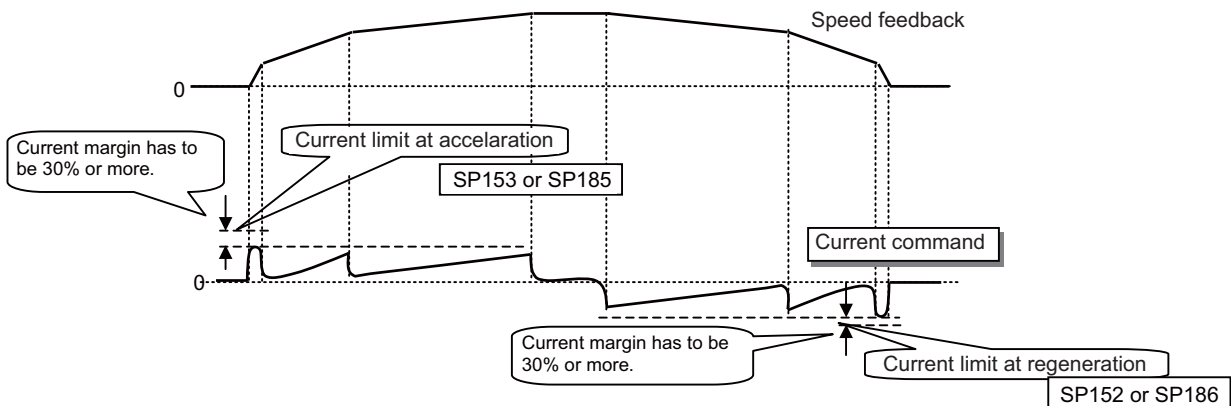 Speed feedback
0
Current margin has to
be 30% or more.
Current limit at accelaration
SP153 or SP185
Current command
0
Current margin has to be
30% or more.
Current limit at regeneration
SP152 or SP186